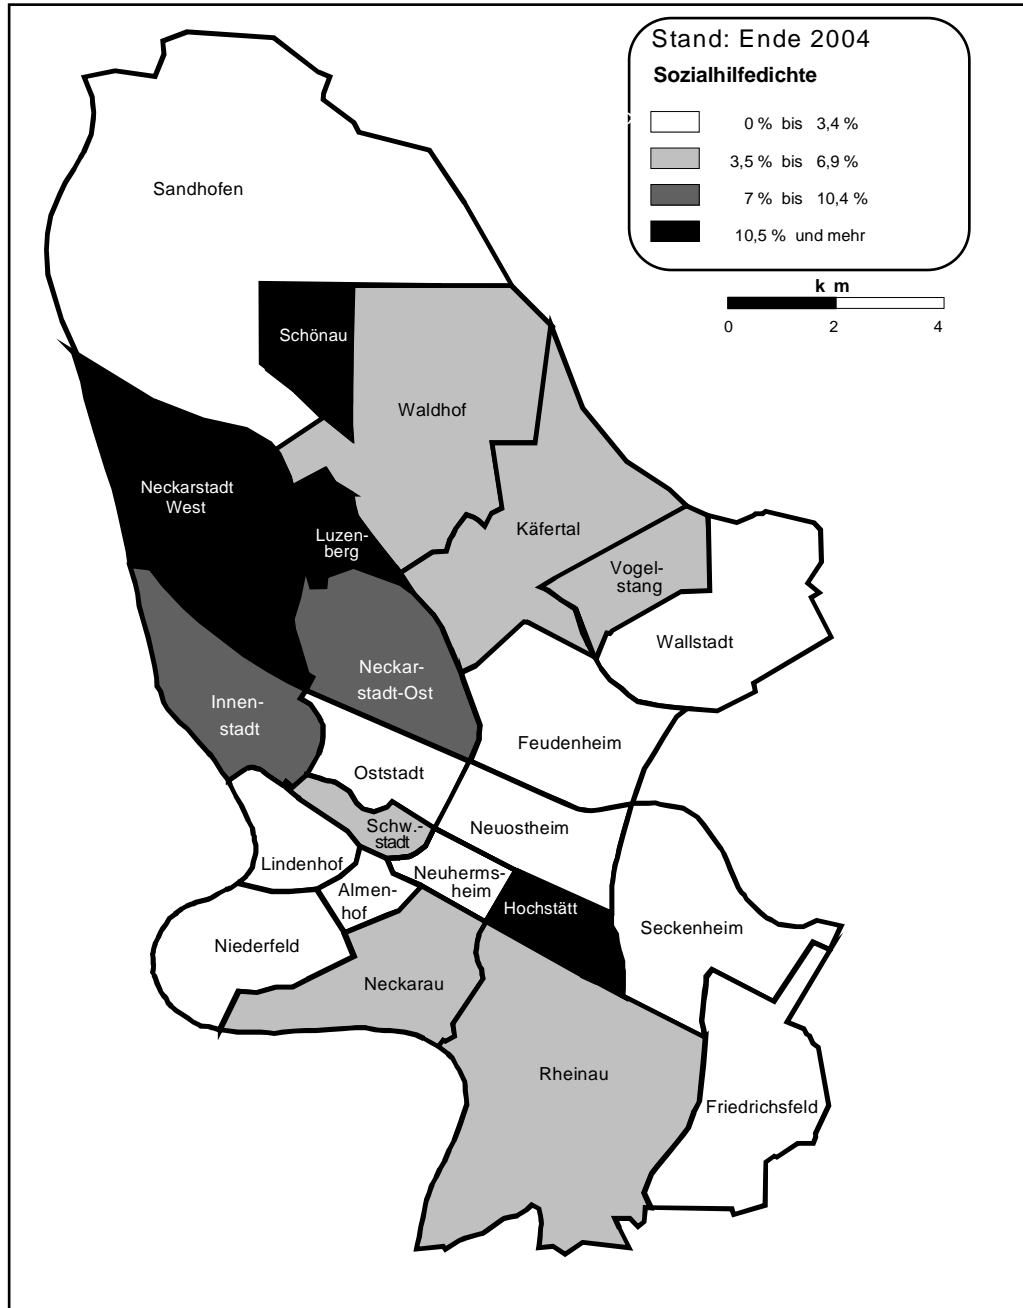 Stand: Ende 2004
Sozialhilfedichte
0 % bis 3,4 %
3,5 % bis 6,9 %
7 % bis 10,4 %
10,5 % und mehr
k m
0 2 4
Sandhofen
Schönau
Waldhof
Neckarstadt
West
Luzen-
berg
Käfertal
Vogel-
stang
Wallstadt
Neckar-
stadt-Ost
Innen-
stadt
Feudenheim
Oststadt
Schw.-
stadt
Neuostheim
Lindenhof
Neuherms-
heim
Almen-
hof
Hochstätt
Seckenheim
Niederfeld
Neckarau
Rheinau
Friedrichsfeld